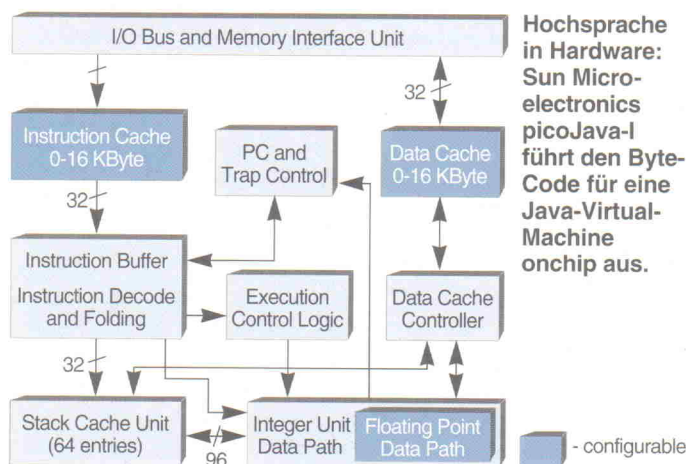 I/O Bus and Memory Interface Unit
32
Instruction Cache
0-16 KByte
PC and
Trap Control
Data Cache
0-16 KByte
32
Instruction Buffer
Instruction Decode
and Folding
Execution
Control Logic
Data Cache
Controller
32
Stack Cache Unit
(64 entries)
96
Integer Unit
Data Path
Floating Point
Data Path
- configurable
Hochsprache
in Hardware:
Sun Micro-
electronics
picoJava-I
führt den Byte-
Code für eine
Java-Virtual-
Machine
onchip aus.